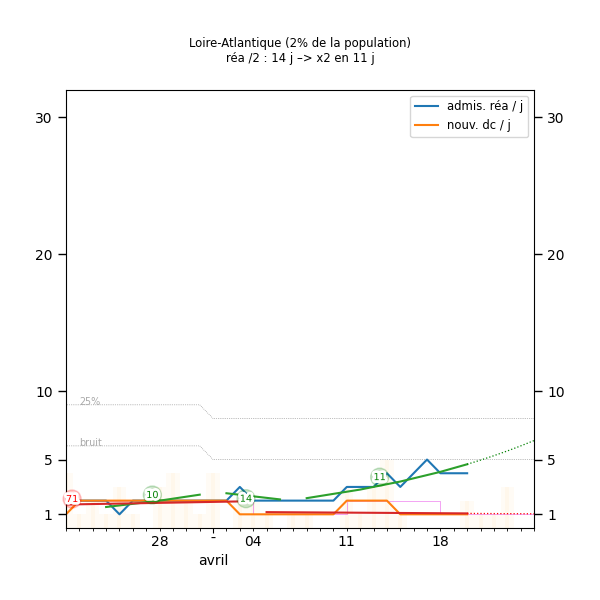 Loire-Atlantique (2% de la population)
réa /2 : 14 j –> x2 en 11 j
admis. réa / j
nouv. dc / j
30 30
20 20
10 10
25%
bruit
5 5
71 10 14 11
1 1
28 - 04 11 18
avril